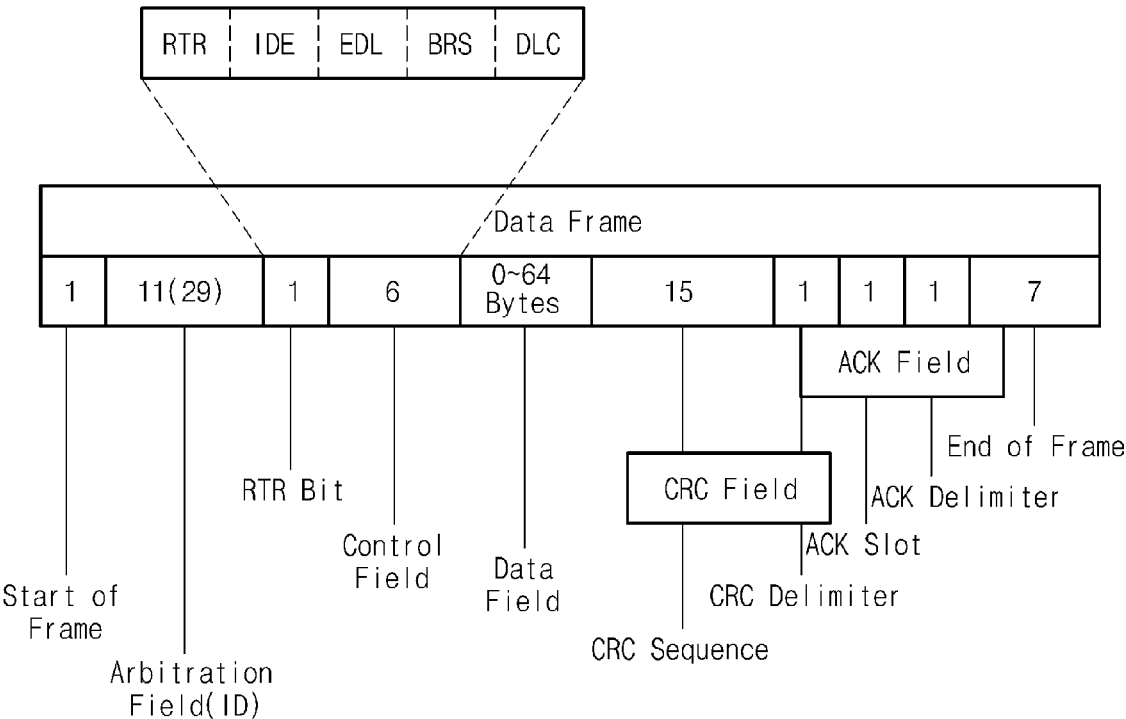 RTR IDE EDL BRS DLC
Data Frame
1 11(29) 1 6 0~64 15 1 1 1 7
Bytes
ACK Field
End of Frame
RTR Bit
CRC Field
ACK Delimiter
Control
Field
ACK Slot
Data
Field
CRC Delimiter
Start of
Frame
CRC Sequence
Arbitration
Field(ID)